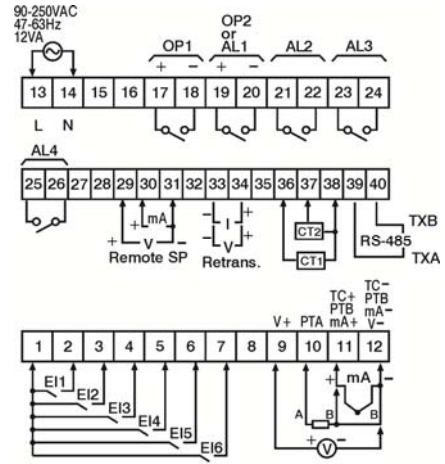 90-250VAC
47-63Hz
12VA
OP2
or
OP1 AL1 AL2 AL3
+ − + −
13 14 15 16 17 18 19 20 21 22 23 24
L N
AL4
25 26 27 28 29 30 31 32 33 34 35 36 37 38 39 40
+ mA − I +
+ V − − V +
CT2
CT1
TXB
RS-485
TXA
Remote SP Retrans.
TC+ TC−
PTB PTB
V+ PTA mA+ mA−
V−
1 2 3 4 5 6 7 8 9 10 11 12
EI1
EI2
EI3
EI4
EI5
EI6
+ mA −
A B B
+ V −